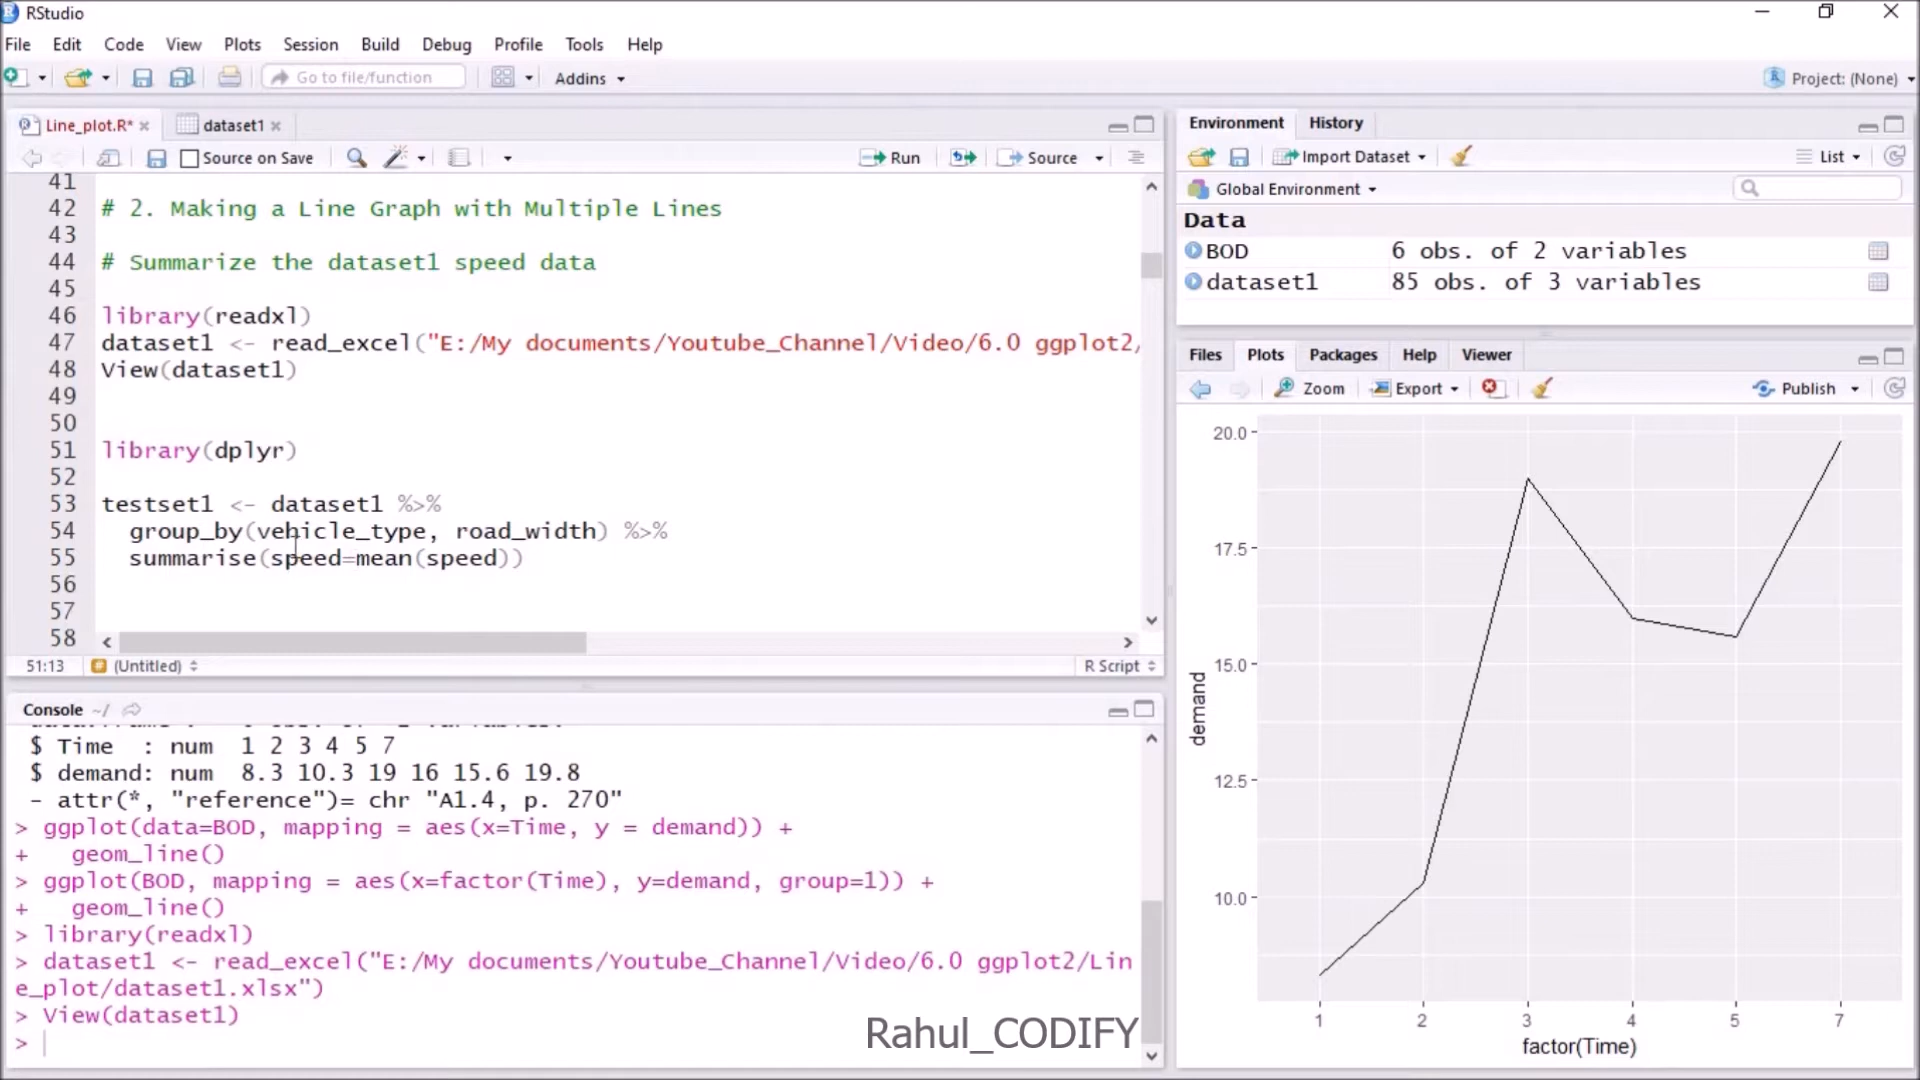 RStudio
File Edit Code View Plots Session Build Debug Profile Tools Help
Go to file/function Addins Project: (None)
Line_plot.R* dataset1
Source on Save Run Source
41
42 # 2. Making a Line Graph with Multiple Lines
43
44 # Summarize the dataset1 speed data
45
46 library(readxl)
47 dataset1 <- read_excel("E:/My documents/Youtube_Channel/Video/6.0 ggplot2/
48 View(dataset1)
49
50
51 library(dplyr)
52
53 testset1 <- dataset1 %>%
54 group_by(vehicle_type, road_width) %>%
55 summarise(speed=mean(speed))
56
57
58
51:13 (Untitled) R Script
Console ~/
$ Time : num 1 2 3 4 5 7
$ demand: num 8.3 10.3 19 16 15.6 19.8
- attr(*, "reference")= chr "A1.4, p. 270"
> ggplot(data=BOD, mapping = aes(x=Time, y = demand)) +
+ geom_line()
> ggplot(BOD, mapping = aes(x=factor(Time), y=demand, group=1)) +
+ geom_line()
> library(readxl)
> dataset1 <- read_excel("E:/My documents/Youtube_Channel/Video/6.0 ggplot2/Lin
e_plot/dataset1.xlsx")
> View(dataset1)
>
Rahul_CODIFY
Environment History
Import Dataset List
Global Environment
Data
BOD 6 obs. of 2 variables
dataset1 85 obs. of 3 variables
Files Plots Packages Help Viewer
Zoom Export Publish
20.0
17.5
15.0
12.5
10.0
demand
1 2 3 4 5 7
factor(Time)